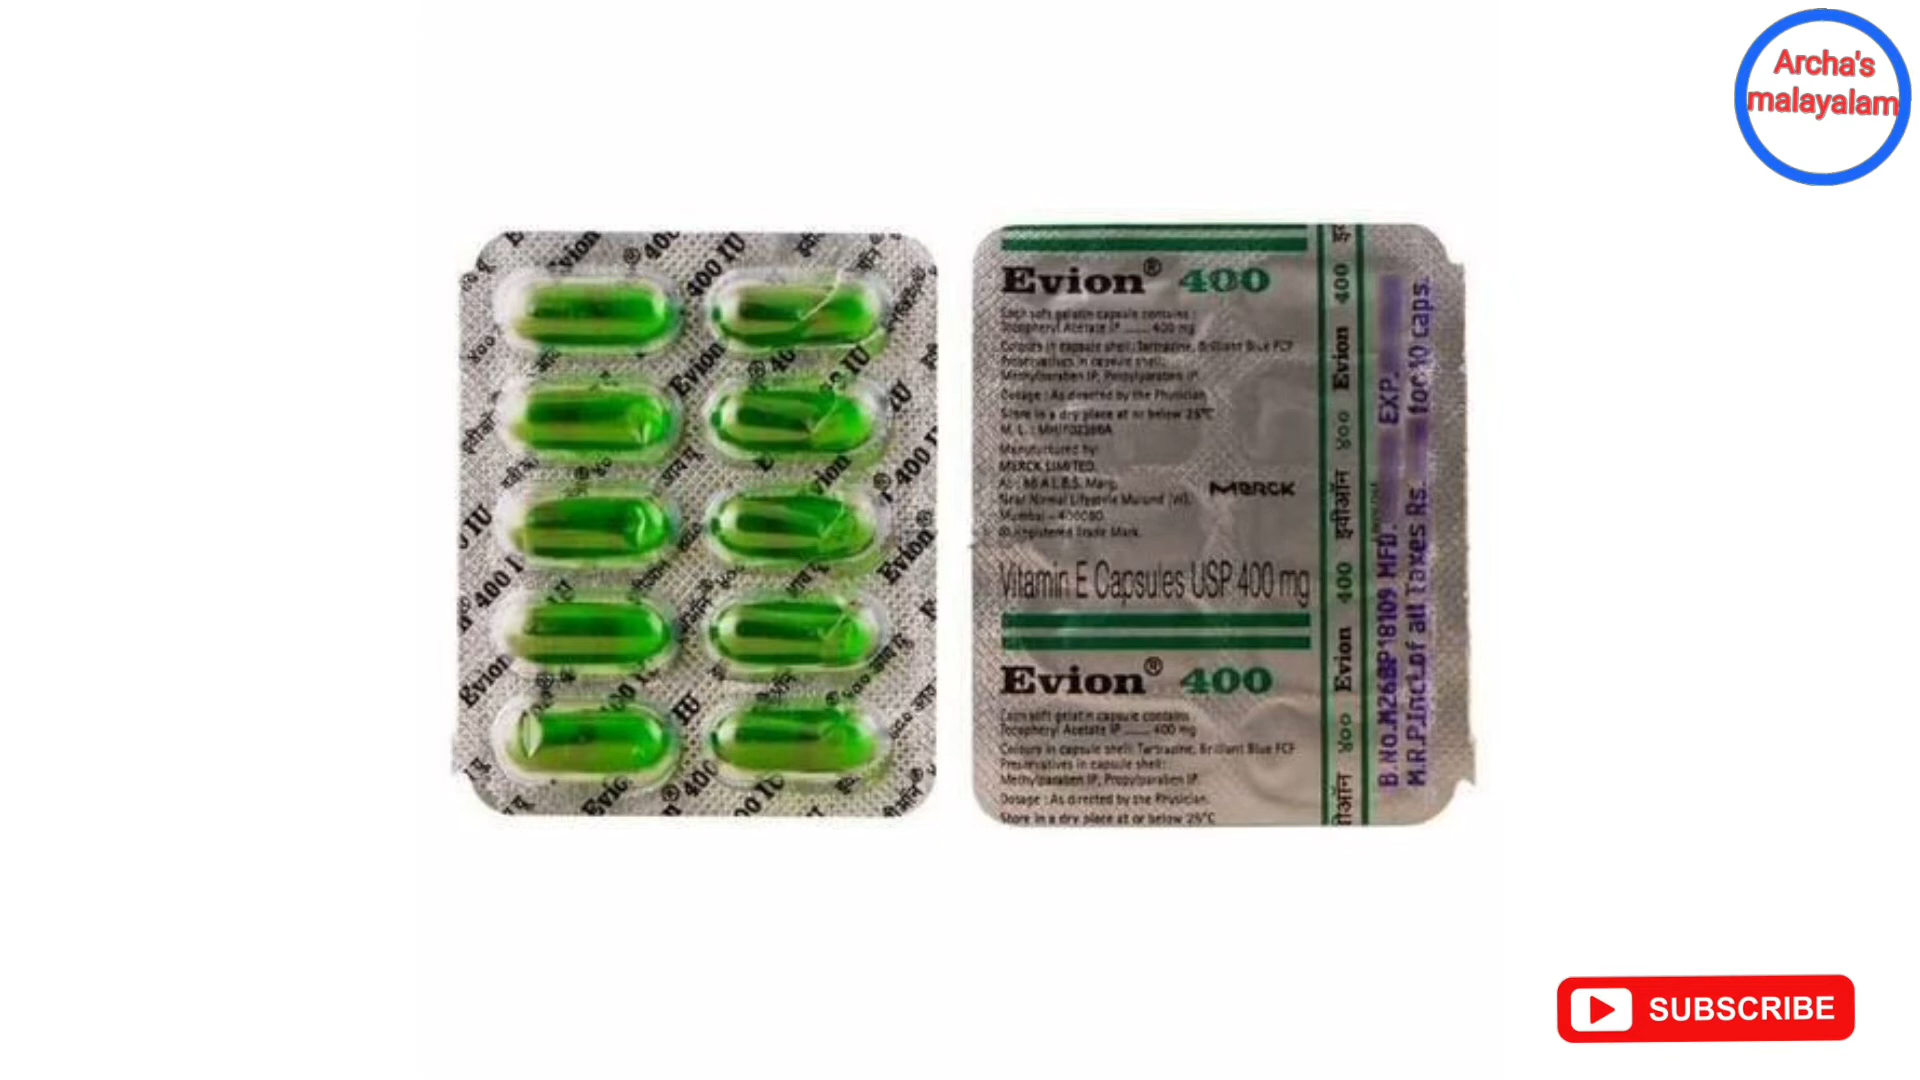 Archa's
malayalam
Evion® 400
Each soft gelatin capsule contains :
Tocopheryl Acetate IP ...... 400 mg
Colours in capsule shell: Tartrazine, Brilliant Blue FCF
Preservatives in capsule shell:
Methylparaben IP, Propylparaben IP
Dosage : As directed by the Physician
Store in a dry place at or below 25°C
Manufactured by:
MERCK LIMITED.
Mumbai - 400080
® Registered Trade Mark.
MERCK
Vitamin E Capsules USP 400 mg
Evion® 400
Each soft gelatin capsule contains :
Tocopheryl Acetate IP ...... 400 mg
Colours in capsule shell: Tartrazine, Brilliant Blue FCF
Preservatives in capsule shell:
Methylparaben IP, Propylparaben IP
Dosage : As directed by the Physician.
Store in a dry place at or below 25°C
Evion 400 इवीऑन ४०० Evion 400
B.No. MFD. EXP.
M.R.P.Incl.of all Taxes Rs. for 10 caps.
Evion® 400 IU
SUBSCRIBE